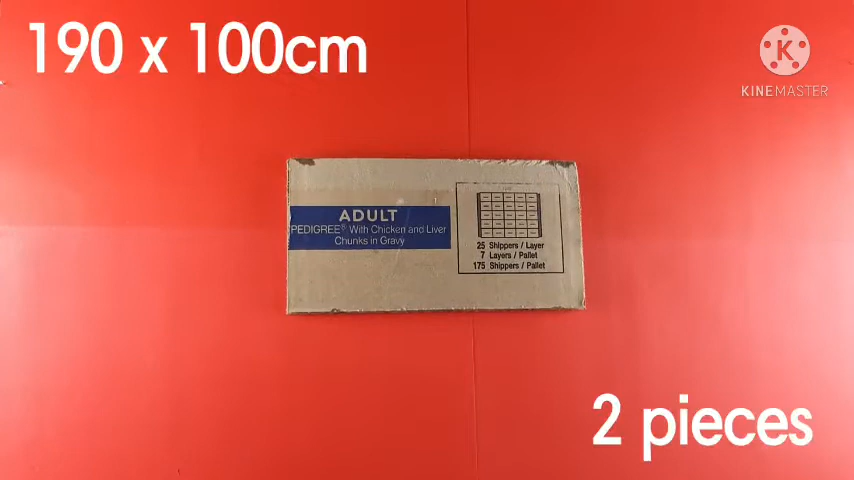 190 x 100cm
K
KINEMASTER
ADULT
PEDIGREE® With Chicken and Liver
Chunks in Gravy
25 Shippers / Layer
7 Layers / Pallet
175 Shippers / Pallet
2 pieces